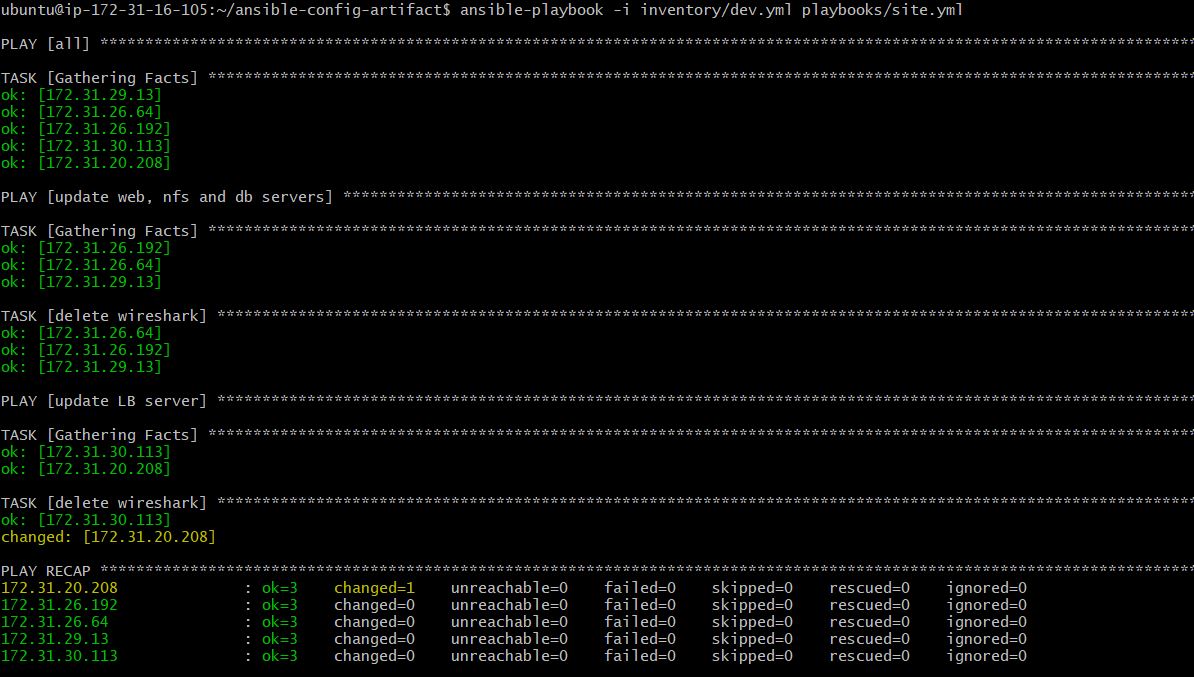 ubuntu@ip-172-31-16-105:~/ansible-config-artifact$ ansible-playbook -i inventory/dev.yml playbooks/site.yml
PLAY [all] ****************************************************************************************************************************
TASK [Gathering Facts] ****************************************************************************************************************
ok: [172.31.29.13]
ok: [172.31.26.64]
ok: [172.31.26.192]
ok: [172.31.30.113]
ok: [172.31.20.208]
PLAY [update web, nfs and db servers] *************************************************************************************************
TASK [Gathering Facts] ****************************************************************************************************************
ok: [172.31.26.192]
ok: [172.31.26.64]
ok: [172.31.29.13]
TASK [delete wireshark] ***************************************************************************************************************
ok: [172.31.26.64]
ok: [172.31.26.192]
ok: [172.31.29.13]
PLAY [update LB server] ***************************************************************************************************************
TASK [Gathering Facts] ****************************************************************************************************************
ok: [172.31.30.113]
ok: [172.31.20.208]
TASK [delete wireshark] ***************************************************************************************************************
ok: [172.31.30.113]
changed: [172.31.20.208]
PLAY RECAP ****************************************************************************************************************************
172.31.20.208              : ok=3    changed=1    unreachable=0    failed=0    skipped=0    rescued=0    ignored=0
172.31.26.192              : ok=3    changed=0    unreachable=0    failed=0    skipped=0    rescued=0    ignored=0
172.31.26.64               : ok=3    changed=0    unreachable=0    failed=0    skipped=0    rescued=0    ignored=0
172.31.29.13               : ok=3    changed=0    unreachable=0    failed=0    skipped=0    rescued=0    ignored=0
172.31.30.113              : ok=3    changed=0    unreachable=0    failed=0    skipped=0    rescued=0    ignored=0